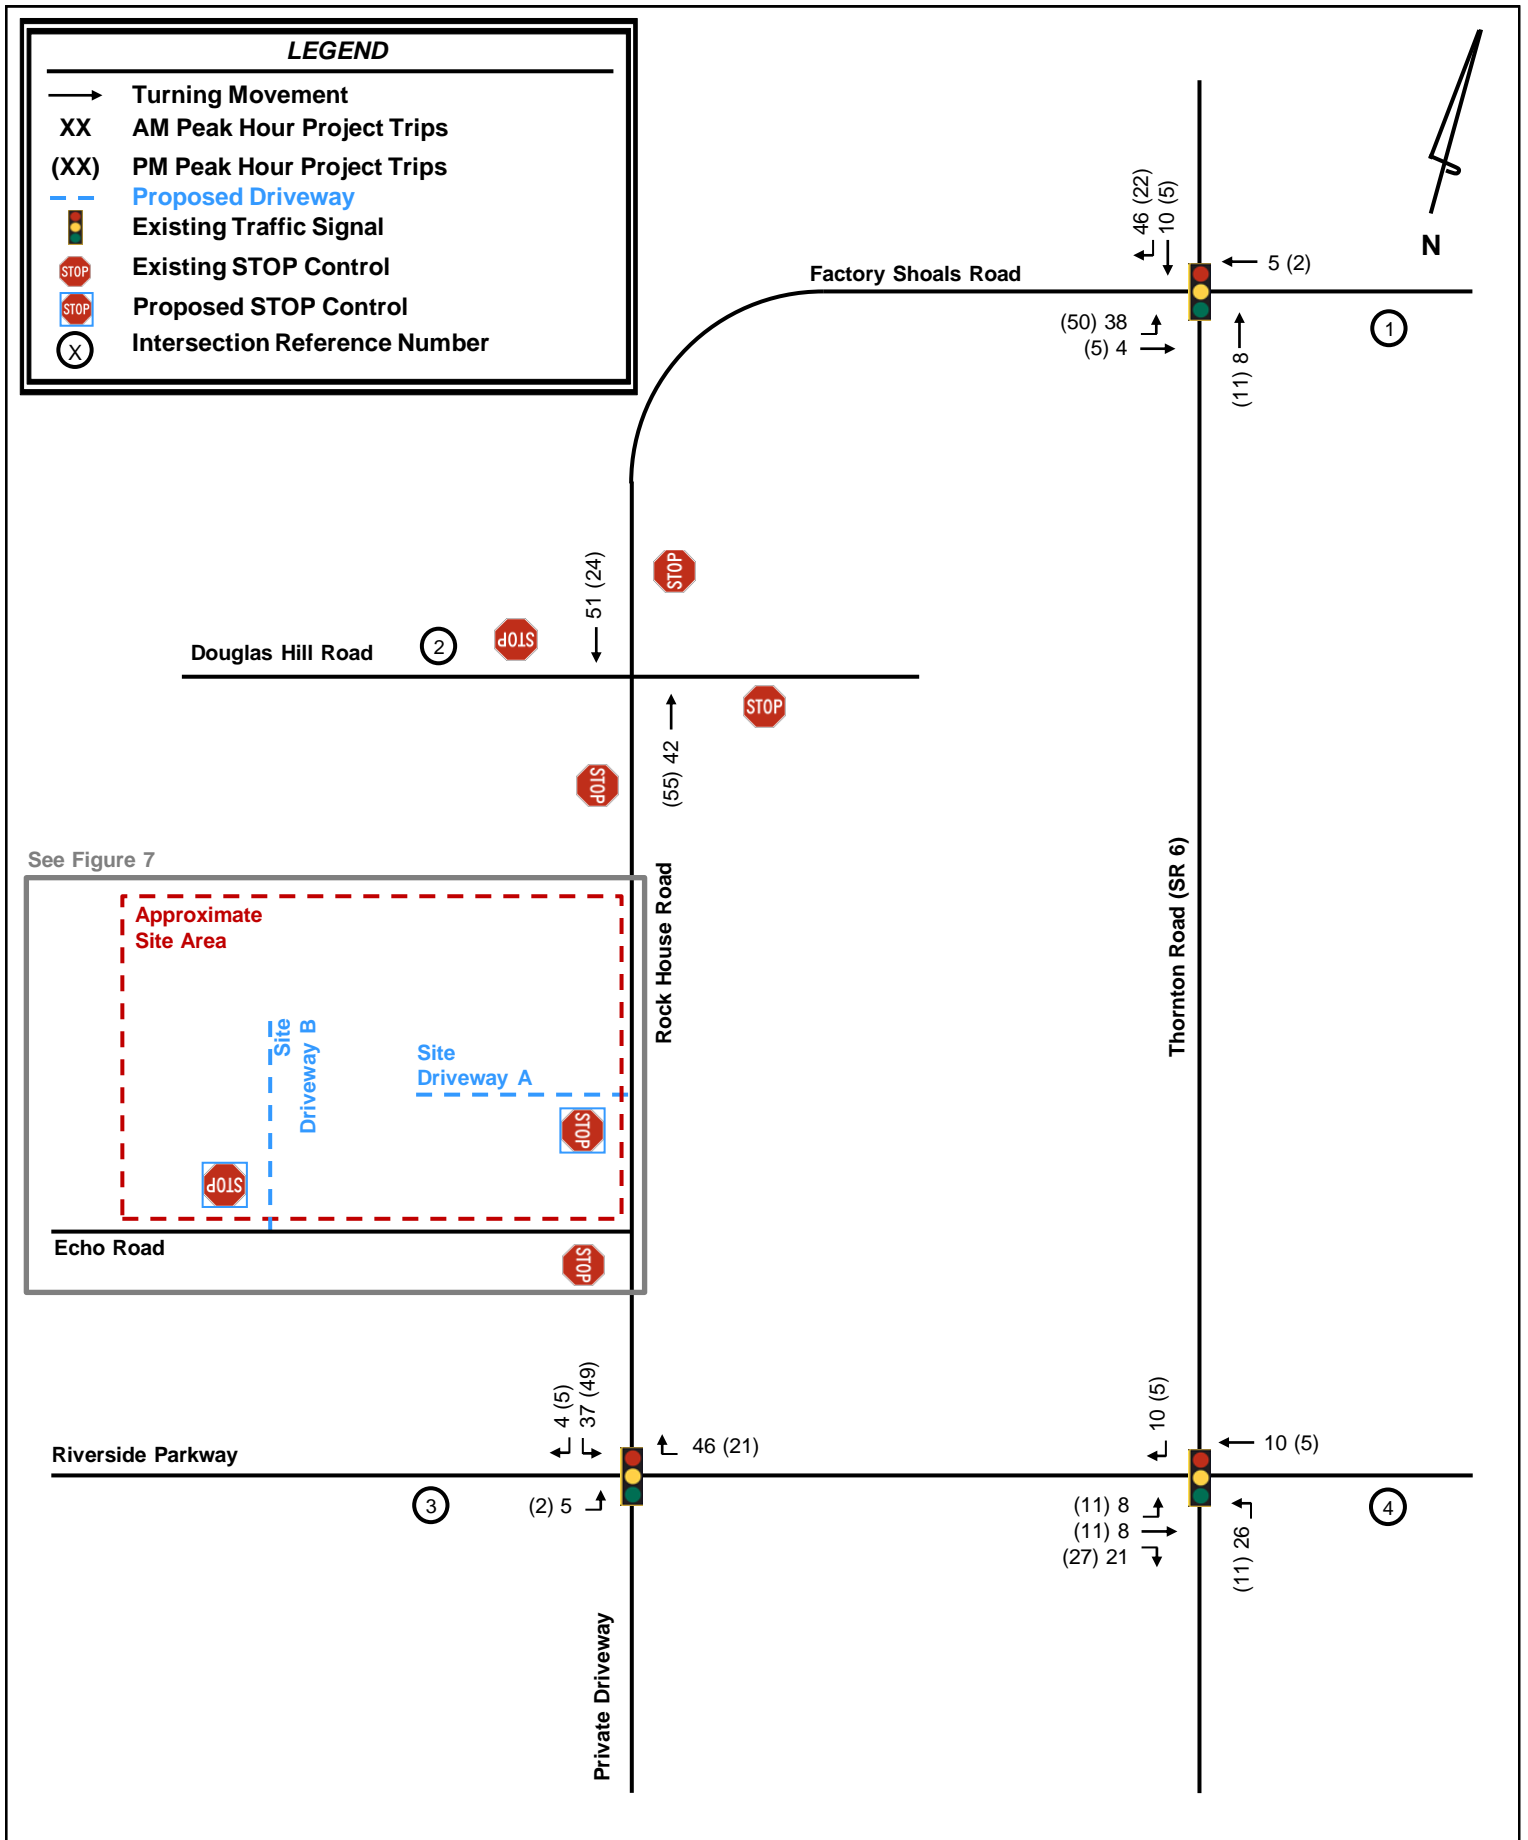 LEGEND
Turning Movement
XX AM Peak Hour Project Trips
(XX) PM Peak Hour Project Trips
Proposed Driveway
Existing Traffic Signal
STOP Existing STOP Control
STOP Proposed STOP Control
X Intersection Reference Number
N
46 (22)
10 (5)
5 (2)
Factory Shoals Road
(50) 38
(5) 4
(11) 8
1
51 (24)
STOP
STOP
2
Douglas Hill Road
STOP
(55) 42
STOP
See Figure 7
Approximate
Site Area
Rock House Road
Thornton Road (SR 6)
Site
Driveway B
Site
Driveway A
STOP
STOP
Echo Road
STOP
4 (5)
37 (49)
46 (21)
Riverside Parkway
3
(2) 5
10 (5)
10 (5)
(11) 8
(11) 8
(27) 21
(11) 26
4
Private Driveway